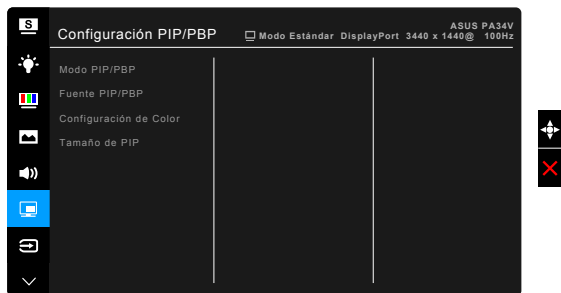 S
ASUS PA34V
Configuración PIP/PBP
Modo Estándar DisplayPort 3440 x 1440@ 100Hz
Modo PIP/PBP
Fuente PIP/PBP
Configuración de Color
Tamaño de PIP